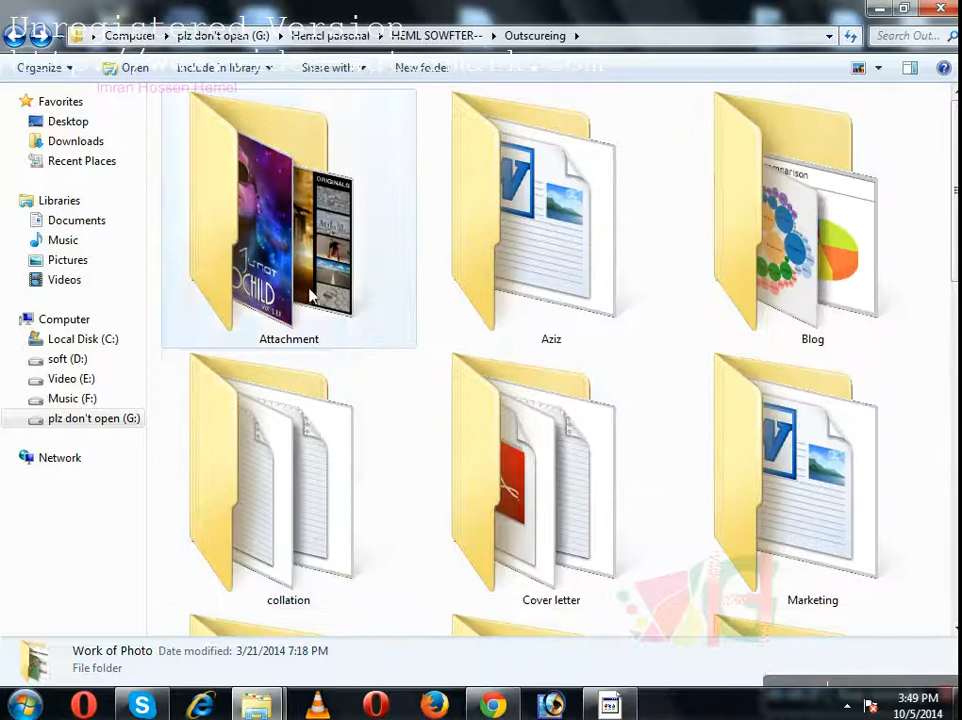 Unregistered Version
Computer plz don't open (G:) Hemel personal HEML SOWFTER-- Outscureing
Search Out...
Organize Open Include in library Share with New folder
Imran Hossen Hemel
Favorites
Desktop
Downloads
Recent Places
Libraries
Documents
Music
Pictures
Videos
Computer
Local Disk (C:)
soft (D:)
Video (E:)
Music (F:)
plz don't open (G:)
Network
ORIGINALS
Attachment
Aziz
Blog
collation
Cover letter
Marketing
Work of Photo Date modified: 3/21/2014 7:18 PM
File folder
3:49 PM
10/5/2014